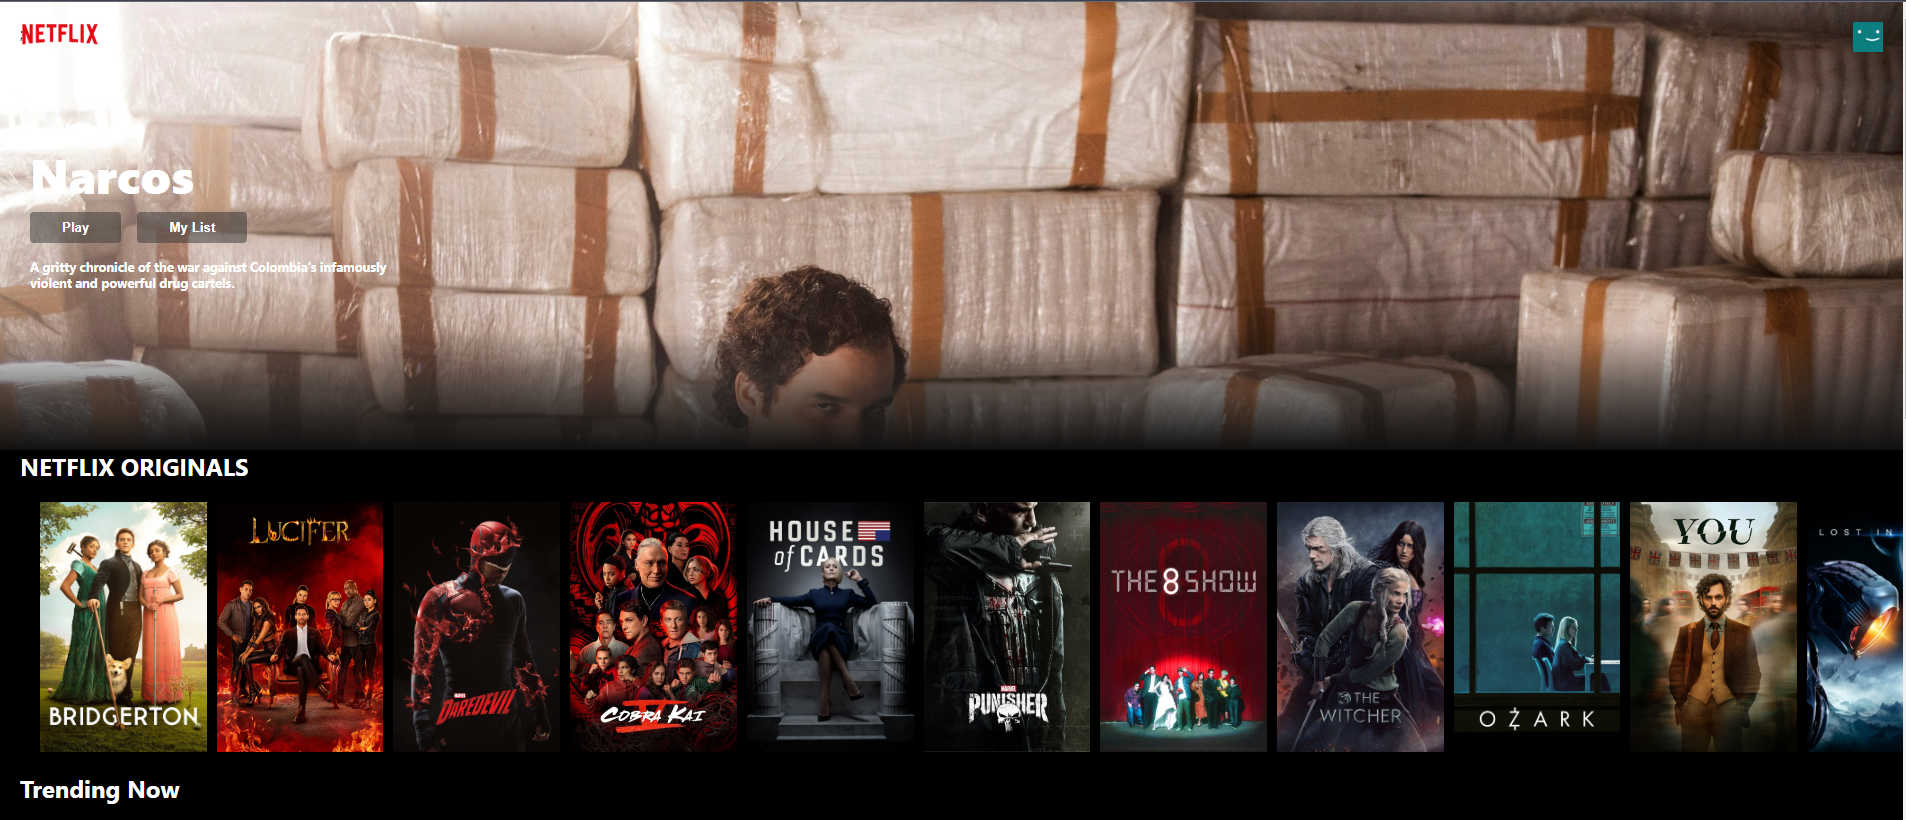 NETFLIX
Narcos
Play
My List
A gritty chronicle of the war against Colombia's infamously
violent and powerful drug cartels.
NETFLIX ORIGINALS
BRIDGERTON
LUCIFER
MARVEL
DAREDEVIL
COBRA KAI
HOUSE
of CARDS
MARVEL
PUNISHER
THE 8 SHOW
THE
WITCHER
OZARK
YOU
LOST IN
Trending Now